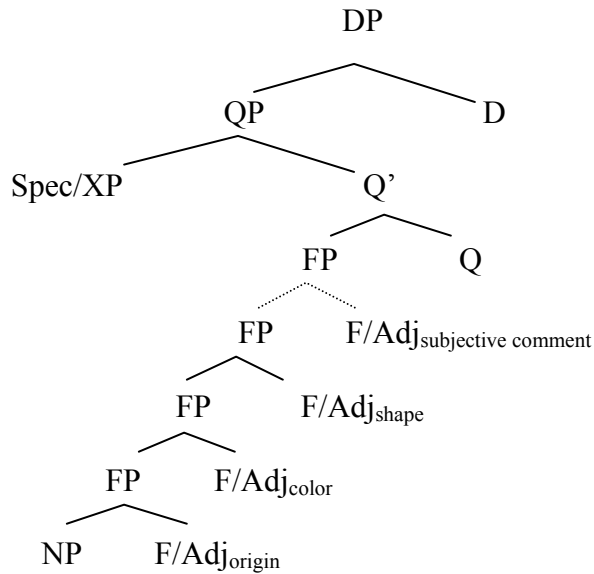 DP
QP D
Spec/XP Q’
FP Q
FP F/Adjsubjective comment
FP F/Adjshape
FP F/Adjcolor
NP F/Adjorigin